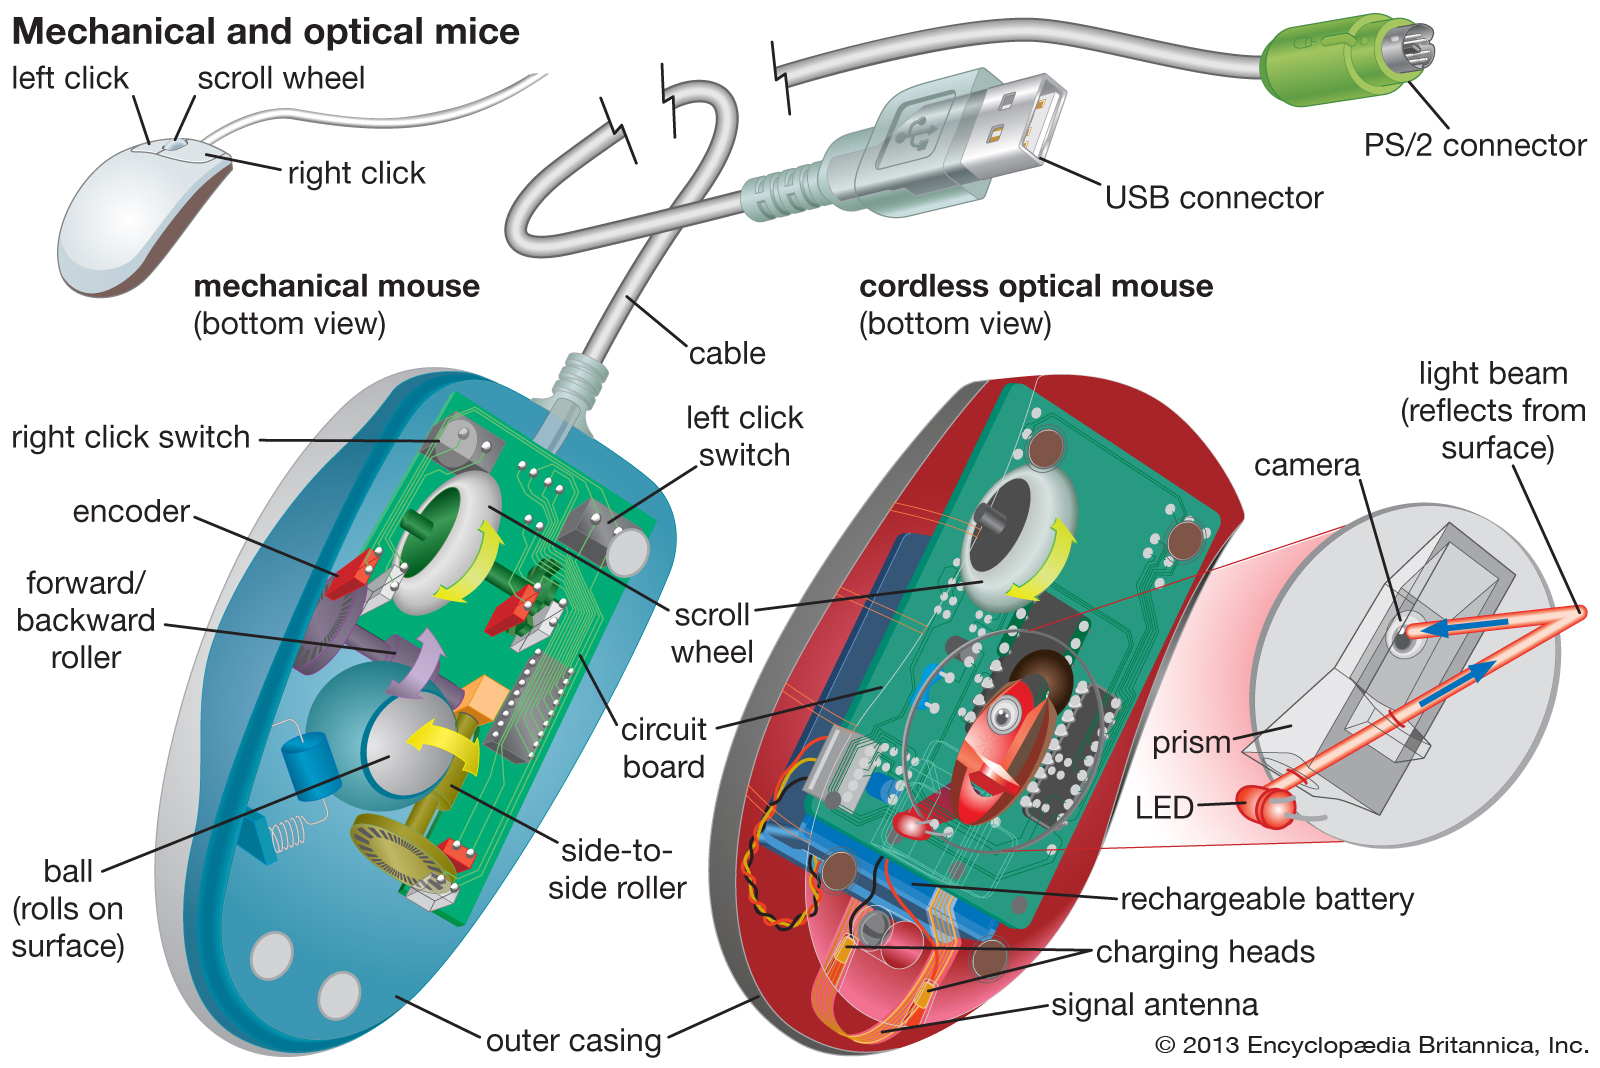 Mechanical and optical mice
left click
scroll wheel
right click
PS/2 connector
USB connector
mechanical mouse
(bottom view)
cordless optical mouse
(bottom view)
cable
light beam
(reflects from
surface)
camera
right click switch
left click
switch
encoder
forward/
backward
roller
scroll
wheel
circuit
board
prism
LED
ball
(rolls on
surface)
side-to-
side roller
rechargeable battery
charging heads
signal antenna
outer casing
© 2013 Encyclopædia Britannica, Inc.